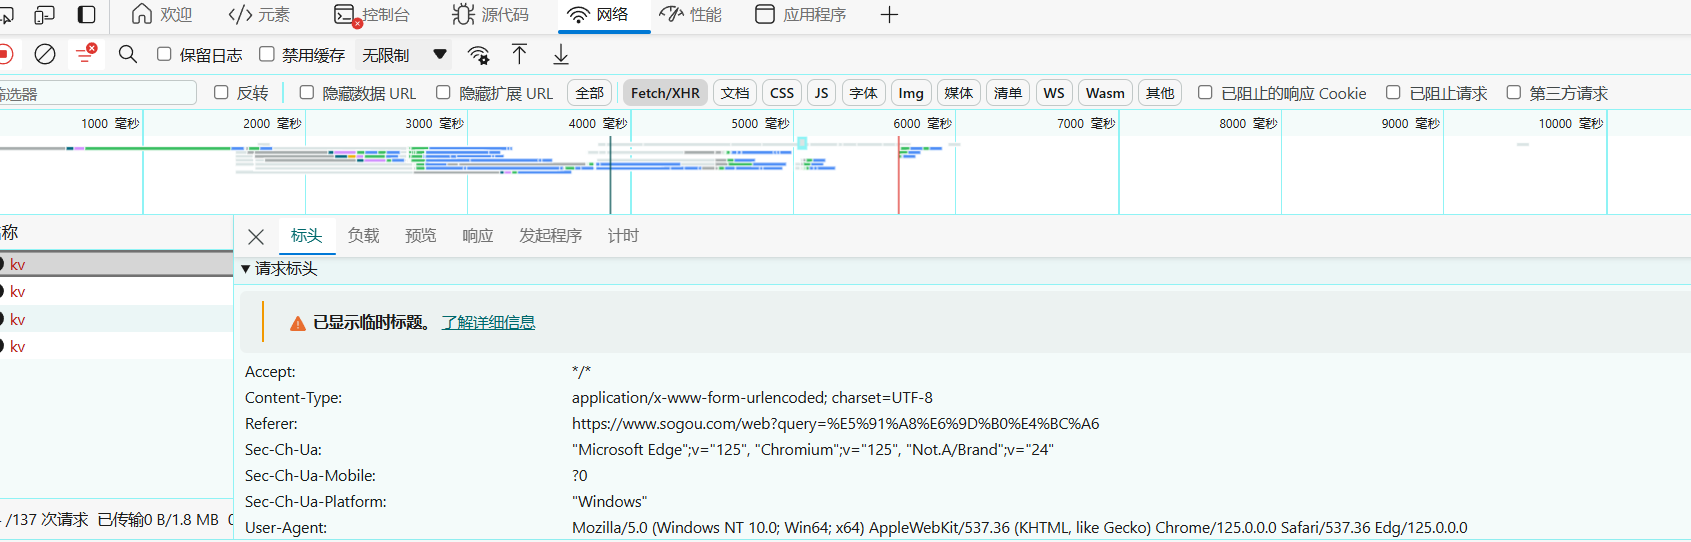 欢迎 元素 控制台 源代码 网络 性能 应用程序
保留日志 禁用缓存 无限制
筛选器 反转 隐藏数据 URL 隐藏扩展 URL 全部 Fetch/XHR 文档 CSS JS 字体 Img 媒体 清单 WS Wasm 其他 已阻止的响应 Cookie 已阻止请求 第三方请求
1000 毫秒 2000 毫秒 3000 毫秒 4000 毫秒 5000 毫秒 6000 毫秒 7000 毫秒 8000 毫秒 9000 毫秒 10000 毫秒
名称
kv
kv
kv
kv
/137 次请求 已传输0 B/1.8 MB
标头 负载 预览 响应 发起程序 计时
请求标头
已显示临时标题。 了解详细信息
Accept: */*
Content-Type: application/x-www-form-urlencoded; charset=UTF-8
Referer: https://www.sogou.com/web?query=%E5%91%A8%E6%9D%B0%E4%BC%A6
Sec-Ch-Ua: "Microsoft Edge";v="125", "Chromium";v="125", "Not.A/Brand";v="24"
Sec-Ch-Ua-Mobile: ?0
Sec-Ch-Ua-Platform: "Windows"
User-Agent: Mozilla/5.0 (Windows NT 10.0; Win64; x64) AppleWebKit/537.36 (KHTML, like Gecko) Chrome/125.0.0.0 Safari/537.36 Edg/125.0.0.0